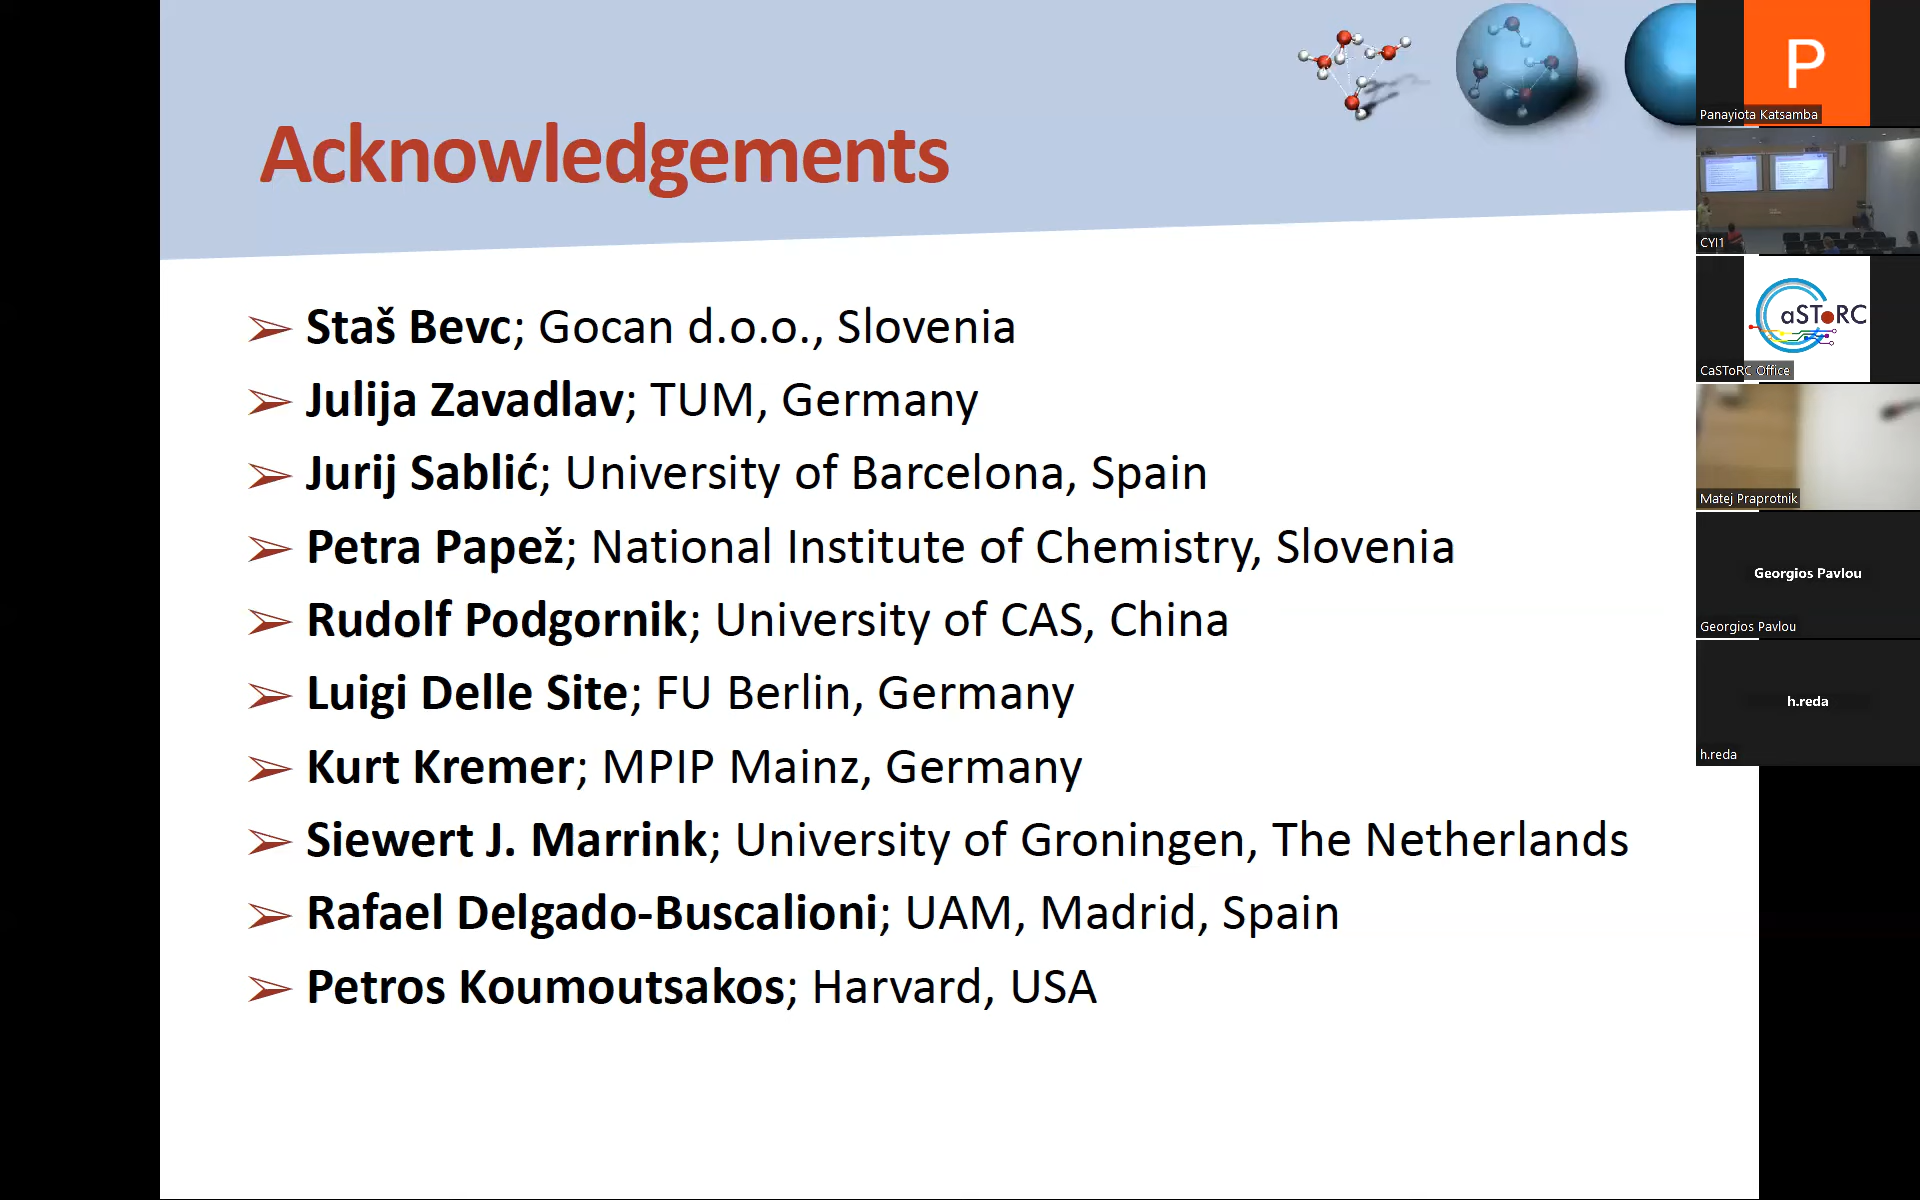 Acknowledgements
➢ Staš Bevc; Gocan d.o.o., Slovenia
➢ Julija Zavadlav; TUM, Germany
➢ Jurij Sablić; University of Barcelona, Spain
➢ Petra Papež; National Institute of Chemistry, Slovenia
➢ Rudolf Podgornik; University of CAS, China
➢ Luigi Delle Site; FU Berlin, Germany
➢ Kurt Kremer; MPIP Mainz, Germany
➢ Siewert J. Marrink; University of Groningen, The Netherlands
➢ Rafael Delgado-Buscalioni; UAM, Madrid, Spain
➢ Petros Koumoutsakos; Harvard, USA
P
Panayiota Katsamba
CYI1
CaSToRC
CaSToRC Office
Matej Praprotnik
Georgios Pavlou
Georgios Pavlou
h.reda
h.reda